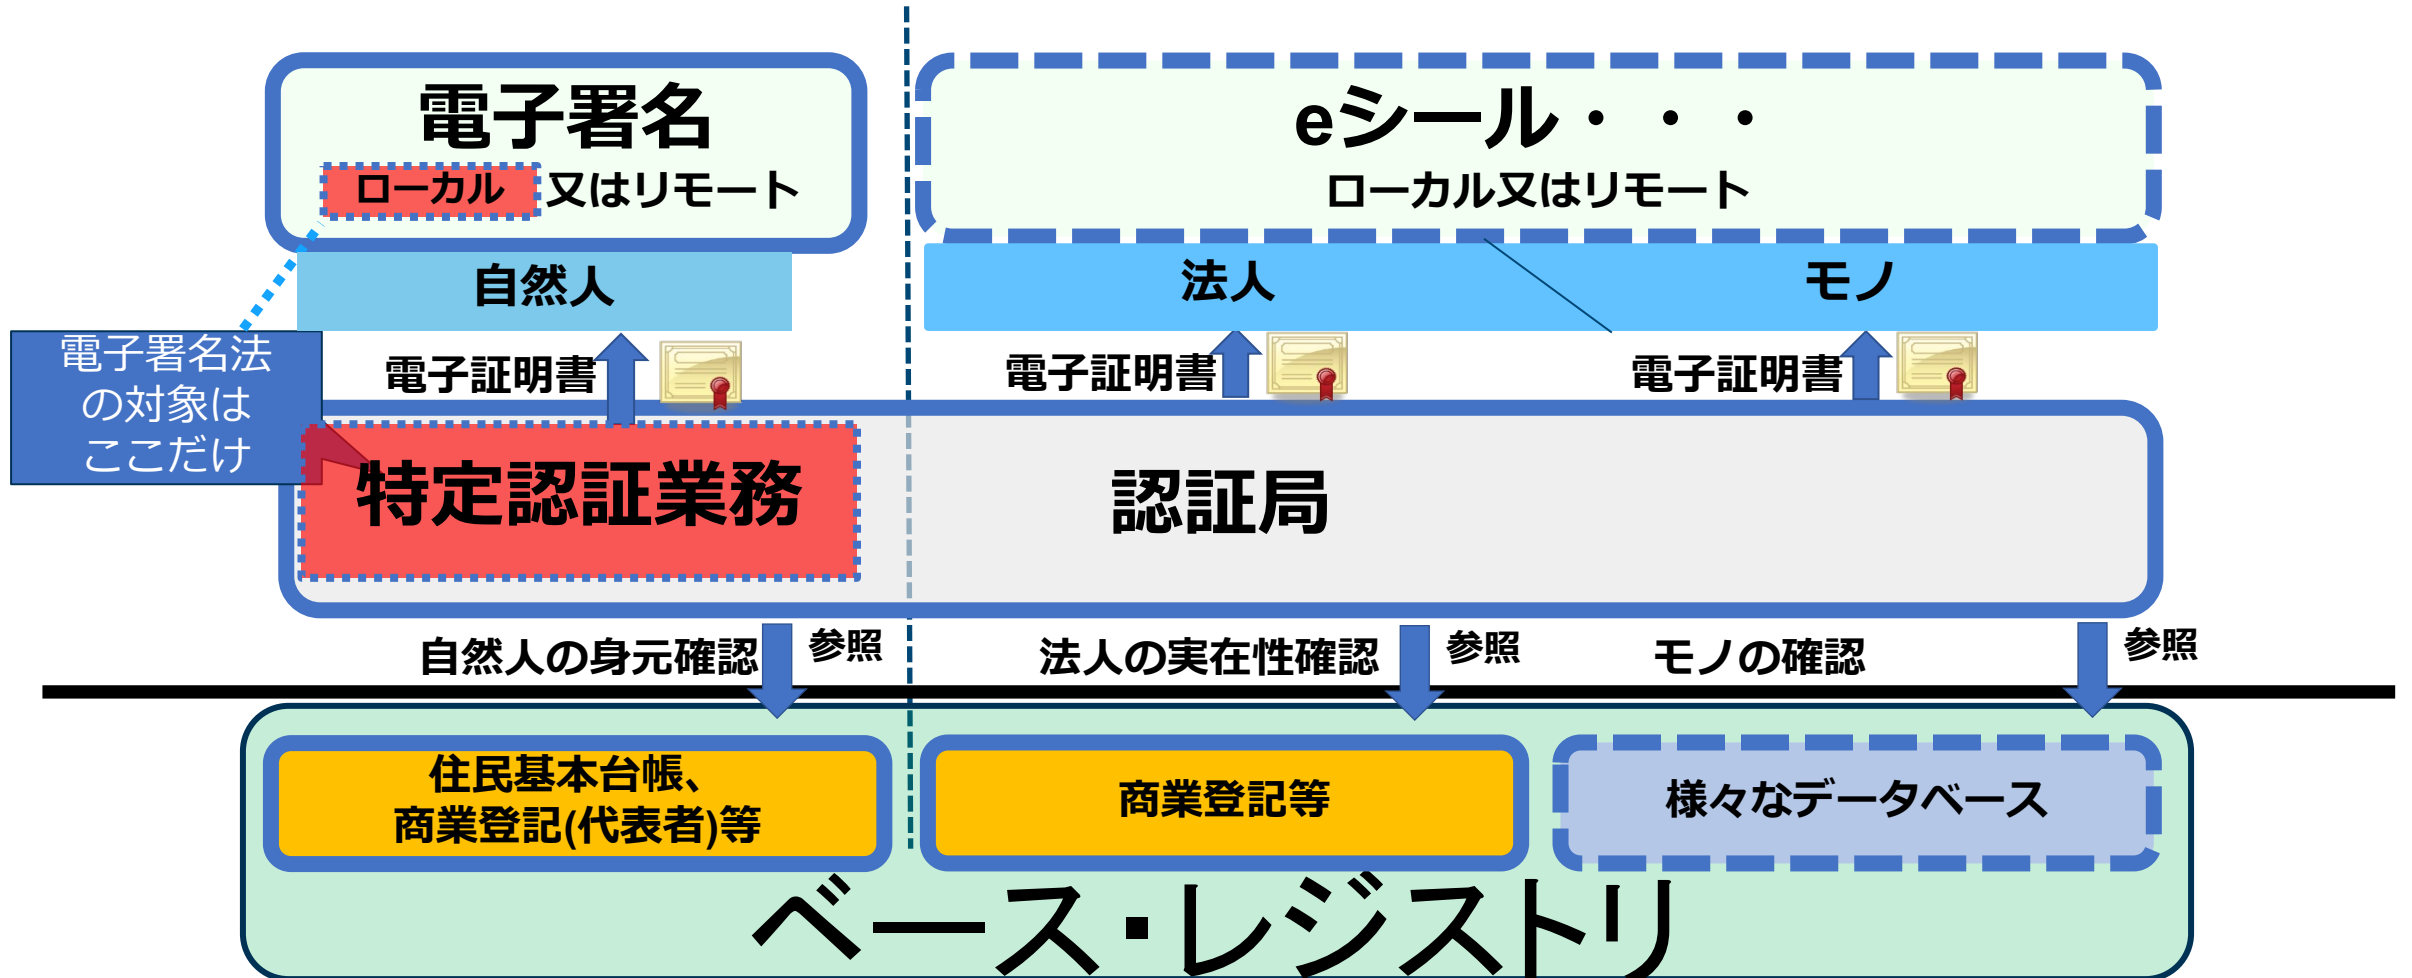 電子署名
ローカル 又はリモート
eシール・・・
ローカル又はリモート
自然人
法人
モノ
電子署名法
の対象は
ここだけ
電子証明書
電子証明書
電子証明書
特定認証業務
認証局
自然人の身元確認
参照
法人の実在性確認
参照
モノの確認
参照
住民基本台帳、
商業登記(代表者)等
商業登記等
様々なデータベース
ベース・レジストリ